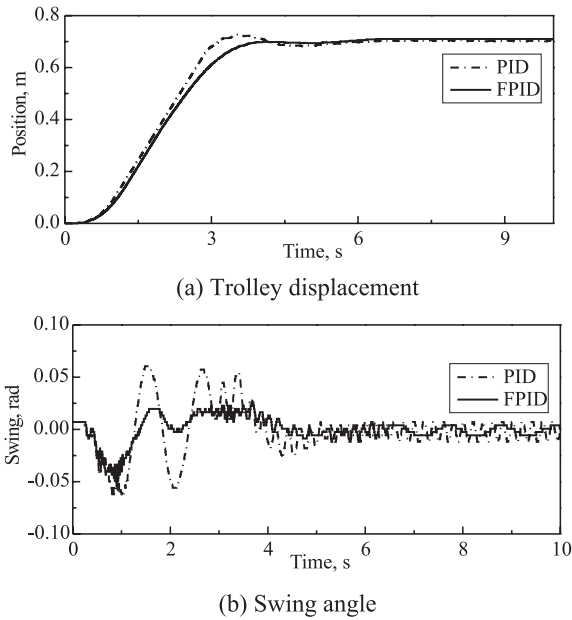 0.8
0.6
0.4
0.2
0.0
Position, m
PID
FPID
0 3 6 9
Time, s
(a) Trolley displacement
0.10
0.05
0.00
-0.05
-0.10
Swing, rad
PID
FPID
0 2 4 6 8 10
Time, s
(b) Swing angle